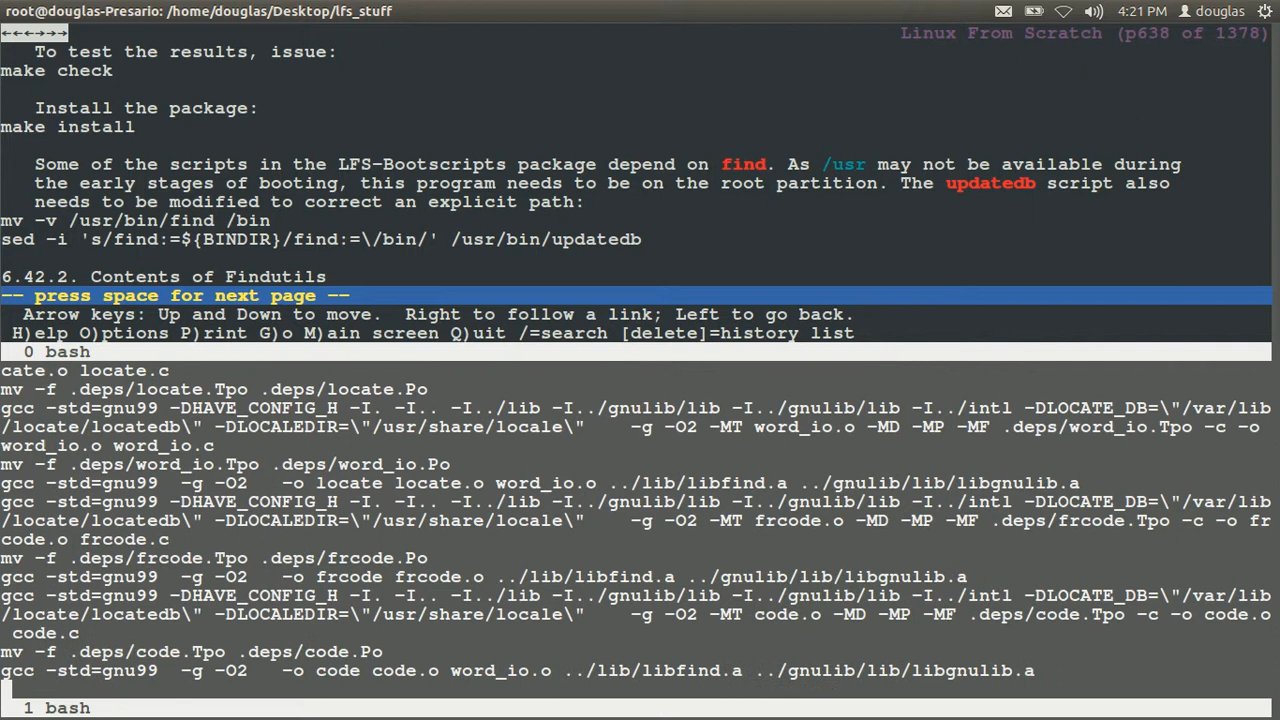 root@douglas-Presario: /home/douglas/Desktop/lfs_stuff 4:21 PM douglas
←←←→→→ Linux From Scratch (p638 of 1378)
To test the results, issue:
make check
Install the package:
make install
Some of the scripts in the LFS-Bootscripts package depend on find. As /usr may not be available during
the early stages of booting, this program needs to be on the root partition. The updatedb script also
needs to be modified to correct an explicit path:
mv -v /usr/bin/find /bin
sed -i 's/find:=${BINDIR}/find:=\/bin/' /usr/bin/updatedb
6.42.2. Contents of Findutils
-- press space for next page --
Arrow keys: Up and Down to move. Right to follow a link; Left to go back.
H)elp O)ptions P)rint G)o M)ain screen Q)uit /=search [delete]=history list
0 bash
cate.o locate.c
mv -f .deps/locate.Tpo .deps/locate.Po
gcc -std=gnu99 -DHAVE_CONFIG_H -I. -I.. -I../lib -I../gnulib/lib -I../gnulib/lib -I../intl -DLOCATE_DB=\"/var/lib
/locate/locatedb\" -DLOCALEDIR=\"/usr/share/locale\" -g -O2 -MT word_io.o -MD -MP -MF .deps/word_io.Tpo -c -o
word_io.o word_io.c
mv -f .deps/word_io.Tpo .deps/word_io.Po
gcc -std=gnu99 -g -O2 -o locate locate.o word_io.o ../lib/libfind.a ../gnulib/lib/libgnulib.a
gcc -std=gnu99 -DHAVE_CONFIG_H -I. -I.. -I../lib -I../gnulib/lib -I../gnulib/lib -I../intl -DLOCATE_DB=\"/var/lib
/locate/locatedb\" -DLOCALEDIR=\"/usr/share/locale\" -g -O2 -MT frcode.o -MD -MP -MF .deps/frcode.Tpo -c -o fr
code.o frcode.c
mv -f .deps/frcode.Tpo .deps/frcode.Po
gcc -std=gnu99 -g -O2 -o frcode frcode.o ../lib/libfind.a ../gnulib/lib/libgnulib.a
gcc -std=gnu99 -DHAVE_CONFIG_H -I. -I.. -I../lib -I../gnulib/lib -I../gnulib/lib -I../intl -DLOCATE_DB=\"/var/lib
/locate/locatedb\" -DLOCALEDIR=\"/usr/share/locale\" -g -O2 -MT code.o -MD -MP -MF .deps/code.Tpo -c -o code.o
code.c
mv -f .deps/code.Tpo .deps/code.Po
gcc -std=gnu99 -g -O2 -o code code.o word_io.o ../lib/libfind.a ../gnulib/lib/libgnulib.a
1 bash